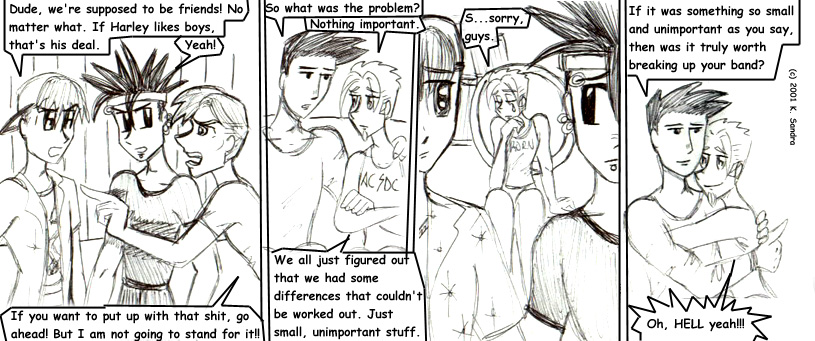 Dude, we're supposed to be friends! No
matter what. If Harley likes boys,
that's his deal.
Yeah!
If you want to put up with that shit, go
ahead! But I am not going to stand for it!!
So what was the problem?
Nothing important.
AC/DC
We all just figured out
that we had some
differences that couldn't
be worked out. Just
small, unimportant stuff.
S...sorry,
guys.
KORN
If it was something so small
and unimportant as you say,
then was it truly worth
breaking up your band?
Oh, HELL yeah!!!
(c) 2001 K. Sandra